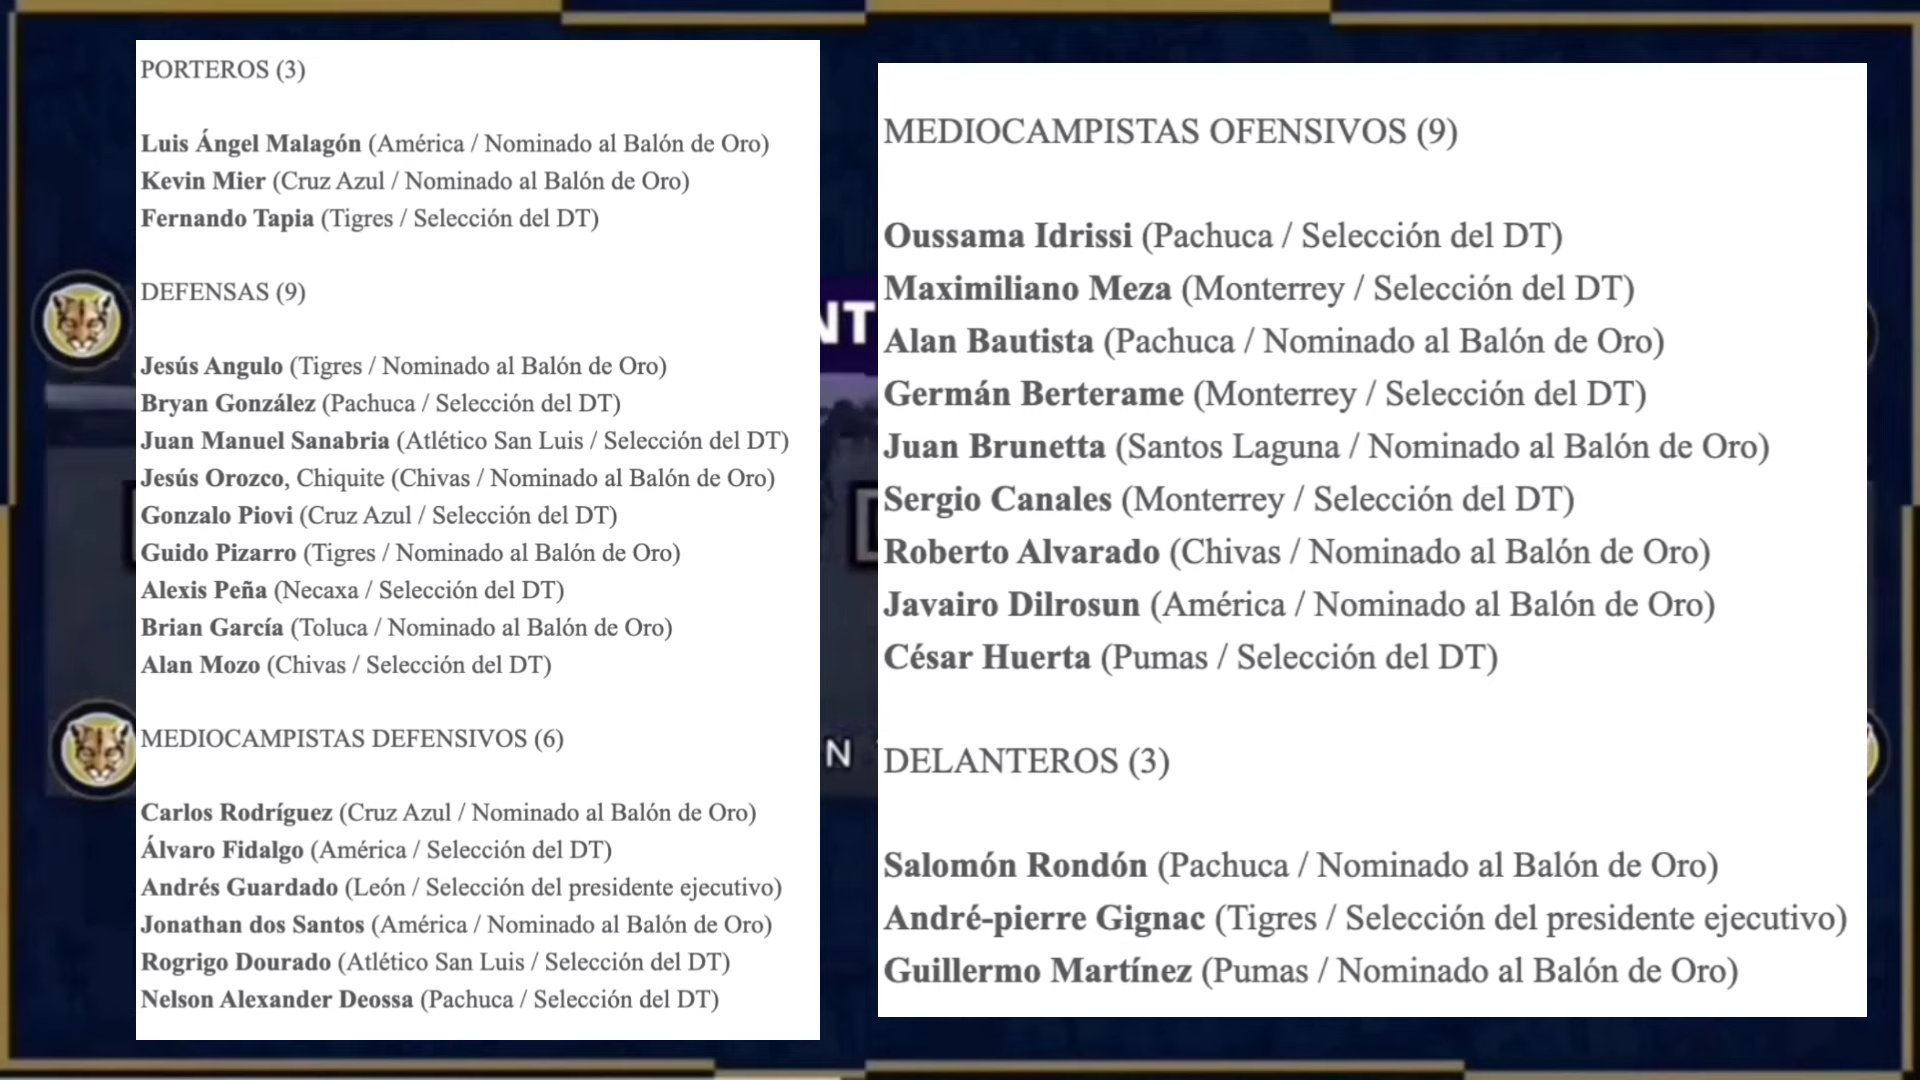 PORTEROS (3)
Luis Ángel Malagón (América / Nominado al Balón de Oro)
Kevin Mier (Cruz Azul / Nominado al Balón de Oro)
Fernando Tapia (Tigres / Selección del DT)
DEFENSAS (9)
Jesús Angulo (Tigres / Nominado al Balón de Oro)
Bryan González (Pachuca / Selección del DT)
Juan Manuel Sanabria (Atlético San Luis / Selección del DT)
Jesús Orozco, Chiquite (Chivas / Nominado al Balón de Oro)
Gonzalo Piovi (Cruz Azul / Selección del DT)
Guido Pizarro (Tigres / Nominado al Balón de Oro)
Alexis Peña (Necaxa / Selección del DT)
Brian García (Toluca / Nominado al Balón de Oro)
Alan Mozo (Chivas / Selección del DT)
MEDIOCAMPISTAS DEFENSIVOS (6)
Carlos Rodríguez (Cruz Azul / Nominado al Balón de Oro)
Álvaro Fidalgo (América / Selección del DT)
Andrés Guardado (León / Selección del presidente ejecutivo)
Jonathan dos Santos (América / Nominado al Balón de Oro)
Rogrigo Dourado (Atlético San Luis / Selección del DT)
Nelson Alexander Deossa (Pachuca / Selección del DT)
NT
N
MEDIOCAMPISTAS OFENSIVOS (9)
Oussama Idrissi (Pachuca / Selección del DT)
Maximiliano Meza (Monterrey / Selección del DT)
Alan Bautista (Pachuca / Nominado al Balón de Oro)
Germán Berterame (Monterrey / Selección del DT)
Juan Brunetta (Santos Laguna / Nominado al Balón de Oro)
Sergio Canales (Monterrey / Selección del DT)
Roberto Alvarado (Chivas / Nominado al Balón de Oro)
Javairo Dilrosun (América / Nominado al Balón de Oro)
César Huerta (Pumas / Selección del DT)
DELANTEROS (3)
Salomón Rondón (Pachuca / Nominado al Balón de Oro)
André-pierre Gignac (Tigres / Selección del presidente ejecutivo)
Guillermo Martínez (Pumas / Nominado al Balón de Oro)